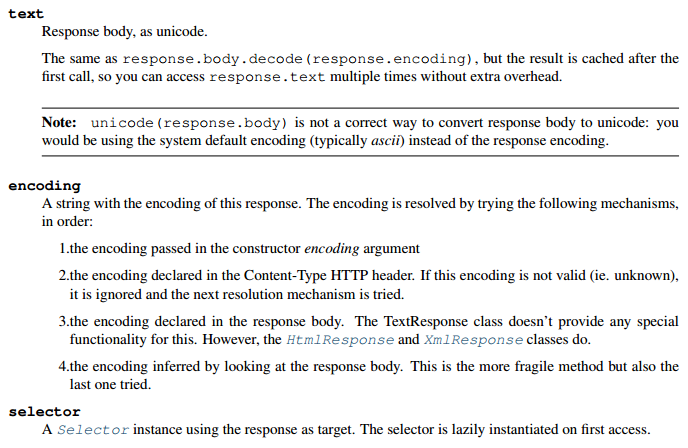 text
Response body, as unicode.
The same as response.body.decode(response.encoding), but the result is cached after the
first call, so you can access response.text multiple times without extra overhead.
Note: unicode(response.body) is not a correct way to convert response body to unicode: you
would be using the system default encoding (typically ascii) instead of the response encoding.
encoding
A string with the encoding of this response. The encoding is resolved by trying the following mechanisms,
in order:
1.the encoding passed in the constructor encoding argument
2.the encoding declared in the Content-Type HTTP header. If this encoding is not valid (ie. unknown),
it is ignored and the next resolution mechanism is tried.
3.the encoding declared in the response body. The TextResponse class doesn't provide any special
functionality for this. However, the HtmlResponse and XmlResponse classes do.
4.the encoding inferred by looking at the response body. This is the more fragile method but also the
last one tried.
selector
A Selector instance using the response as target. The selector is lazily instantiated on first access.